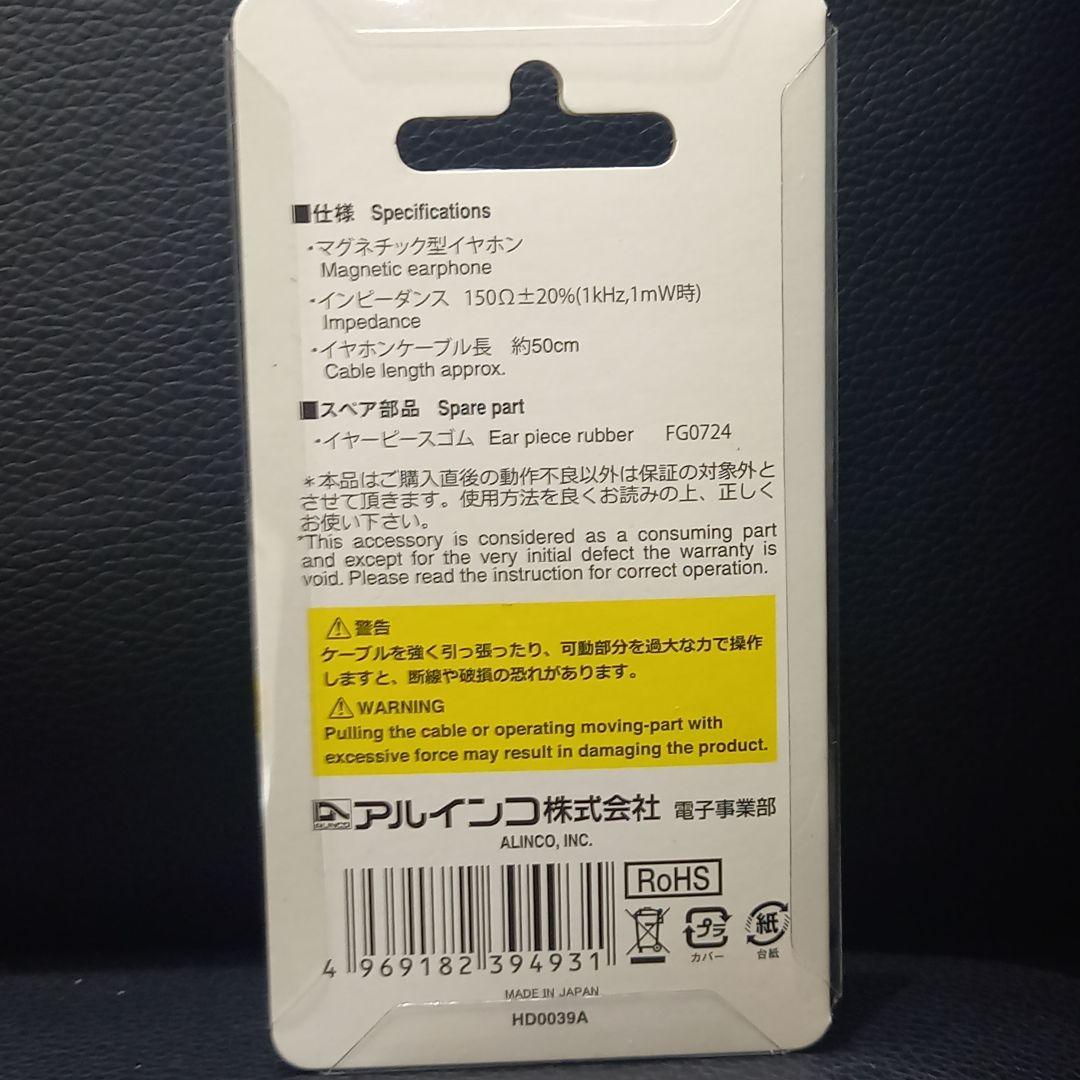 ■仕様 Specifications
・マグネチック型イヤホン
Magnetic earphone
・インピーダンス 150Ω±20%(1kHz,1mW時)
Impedance
・イヤホンケーブル長 約50cm
Cable length approx.
■スペア部品 Spare part
・イヤーピースゴム Ear piece rubber FG0724
＊本品はご購入直後の動作不良以外は保証の対象外と
させて頂きます。使用方法を良くお読みの上、正しく
お使い下さい。
*This accessory is considered as a consuming part
and except for the very initial defect the warranty is
void. Please read the instruction for correct operation.
⚠警告
ケーブルを強く引っ張ったり、可動部分を過大な力で操作
しますと、断線や破損の恐れがあります。
⚠WARNING
Pulling the cable or operating moving-part with
excessive force may result in damaging the product.
ALINCO アルインコ株式会社 電子事業部
ALINCO, INC.
RoHS
プラ 紙
カバー 台紙
4 969182 394931
MADE IN JAPAN
HD0039A